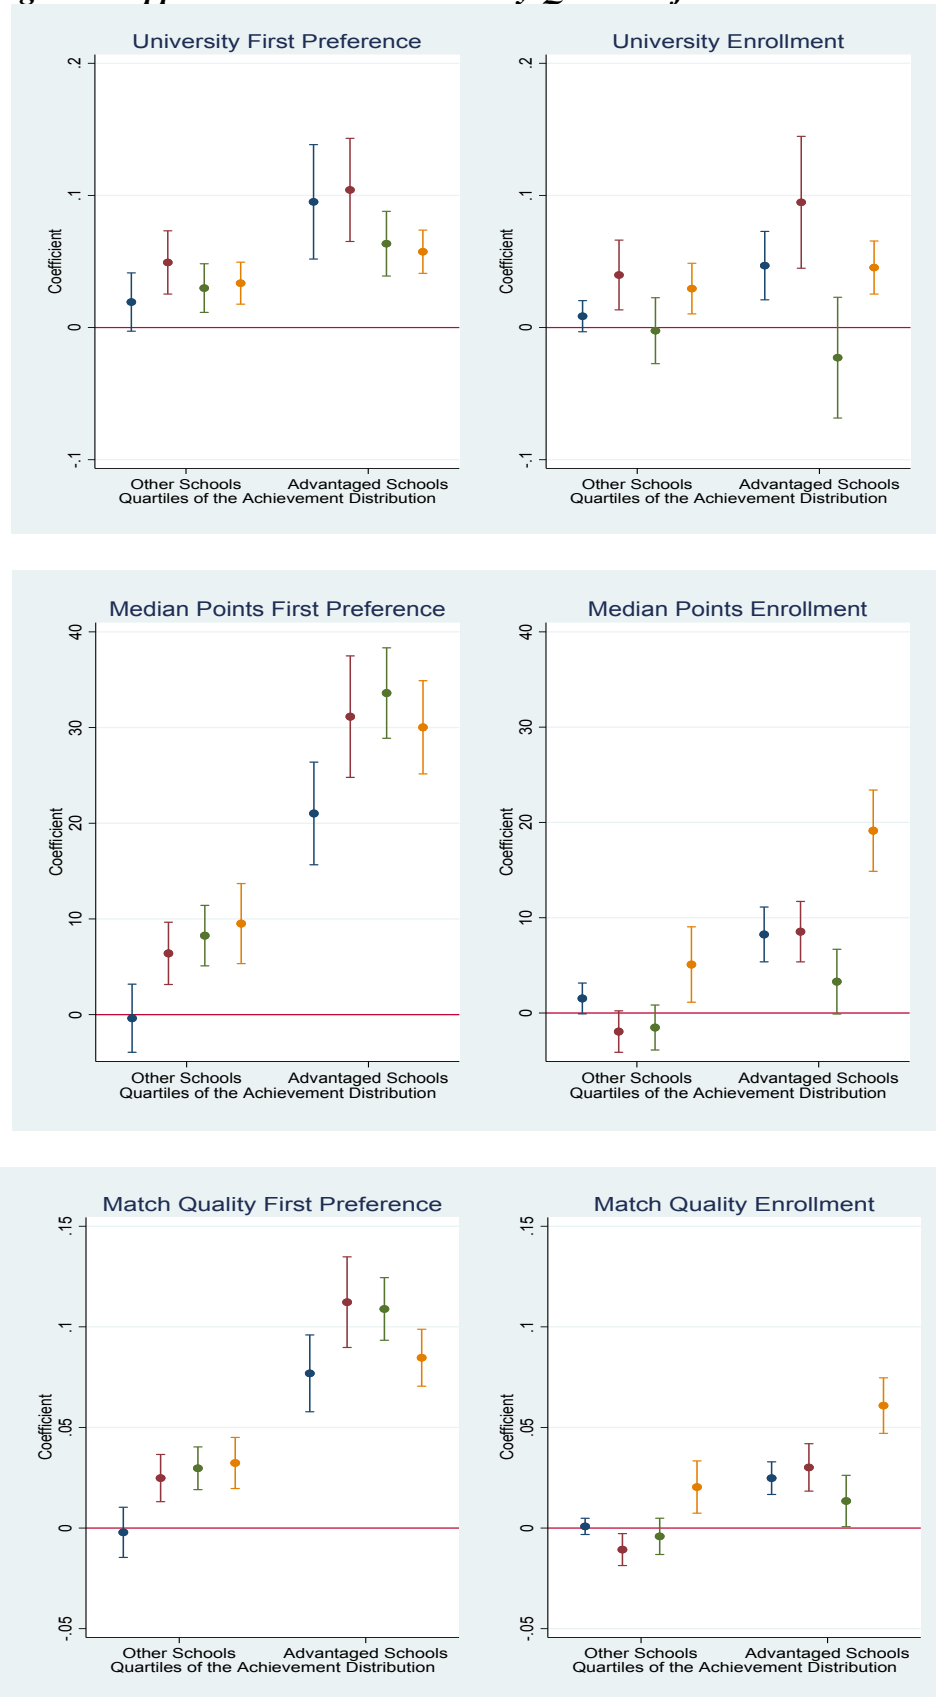 University First Preference
University Enrollment
.2
.1
0
-.1
Coefficient
Other Schools
Advantaged Schools
Quartiles of the Achievement Distribution
.2
.1
0
-.1
Coefficient
Other Schools
Advantaged Schools
Quartiles of the Achievement Distribution
Median Points First Preference
Median Points Enrollment
40
30
20
10
0
Coefficient
Other Schools
Advantaged Schools
Quartiles of the Achievement Distribution
40
30
20
10
0
Coefficient
Other Schools
Advantaged Schools
Quartiles of the Achievement Distribution
Match Quality First Preference
Match Quality Enrollment
.15
.1
.05
0
-.05
Coefficient
Other Schools
Advantaged Schools
Quartiles of the Achievement Distribution
.15
.1
.05
0
-.05
Coefficient
Other Schools
Advantaged Schools
Quartiles of the Achievement Distribution